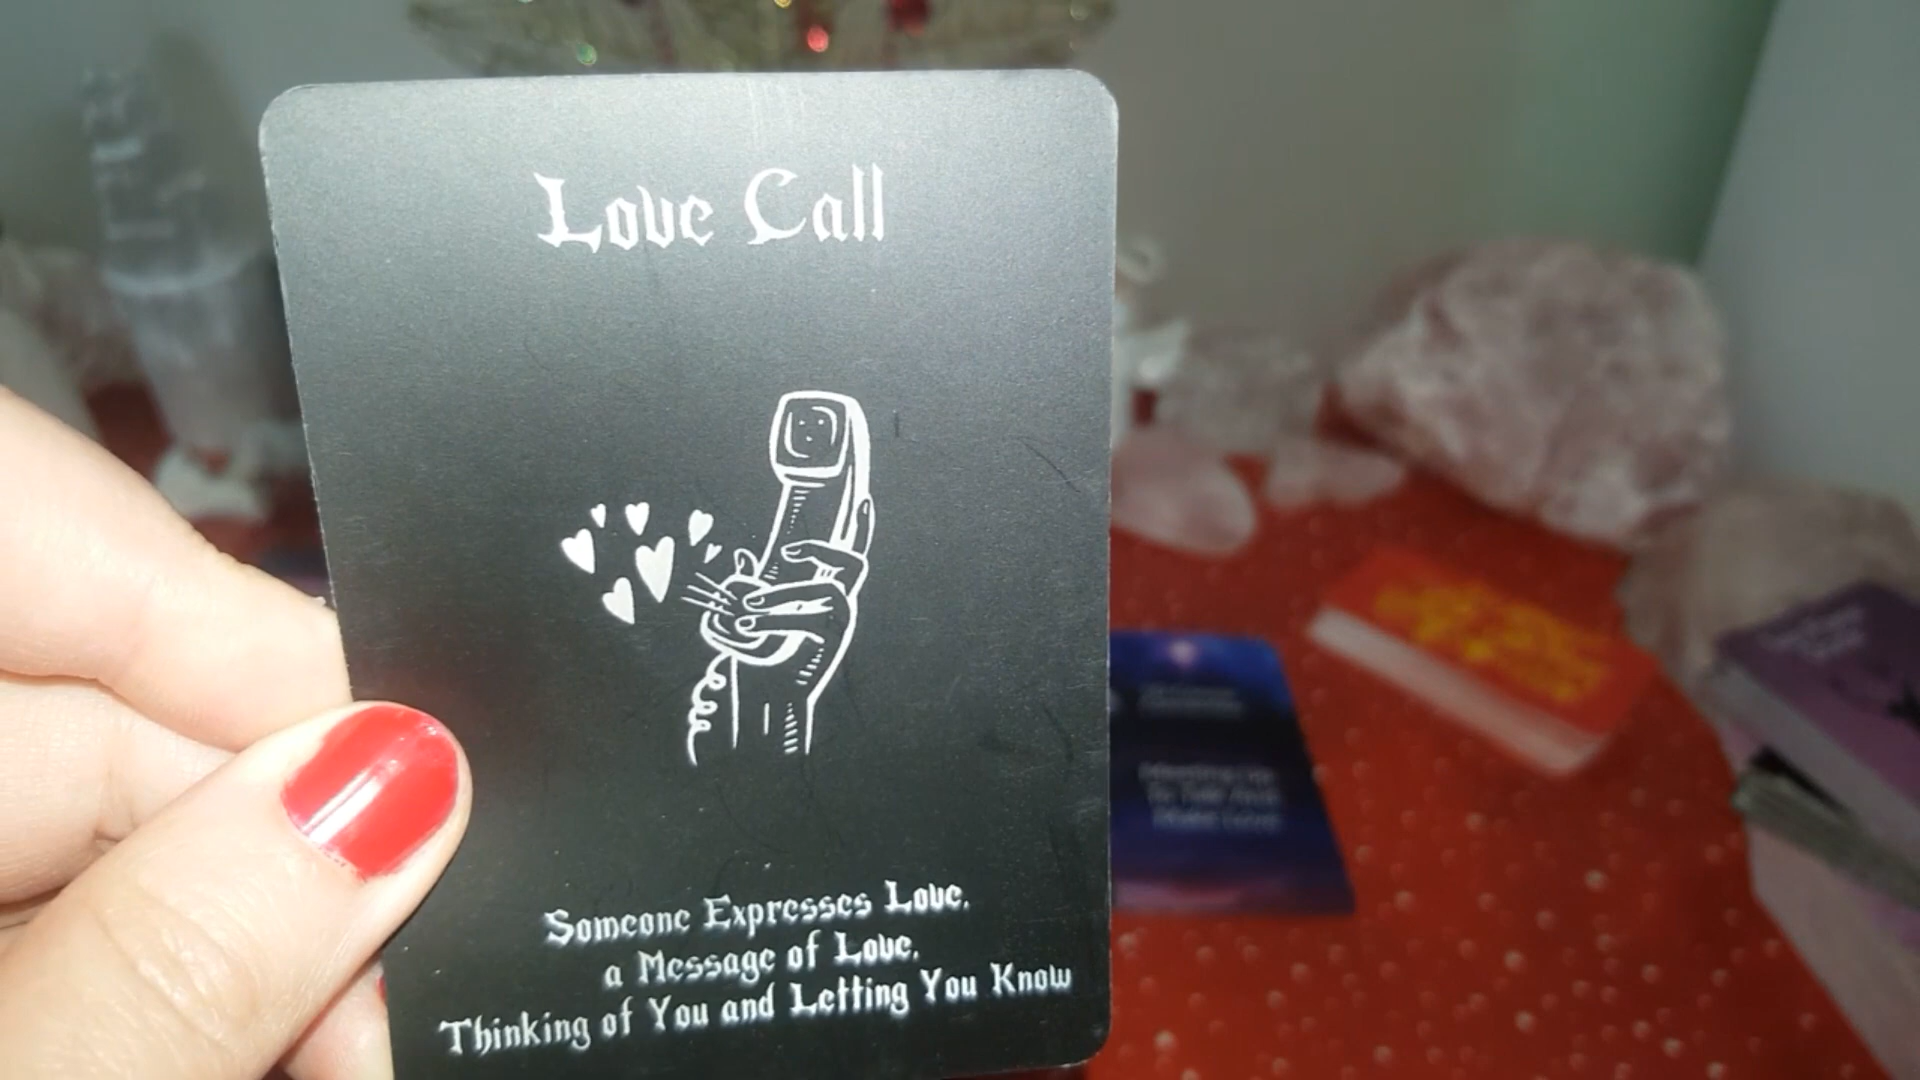 Love Call
Someone Expresses Love.
a Message of Love.
Thinking of You and Letting You Know